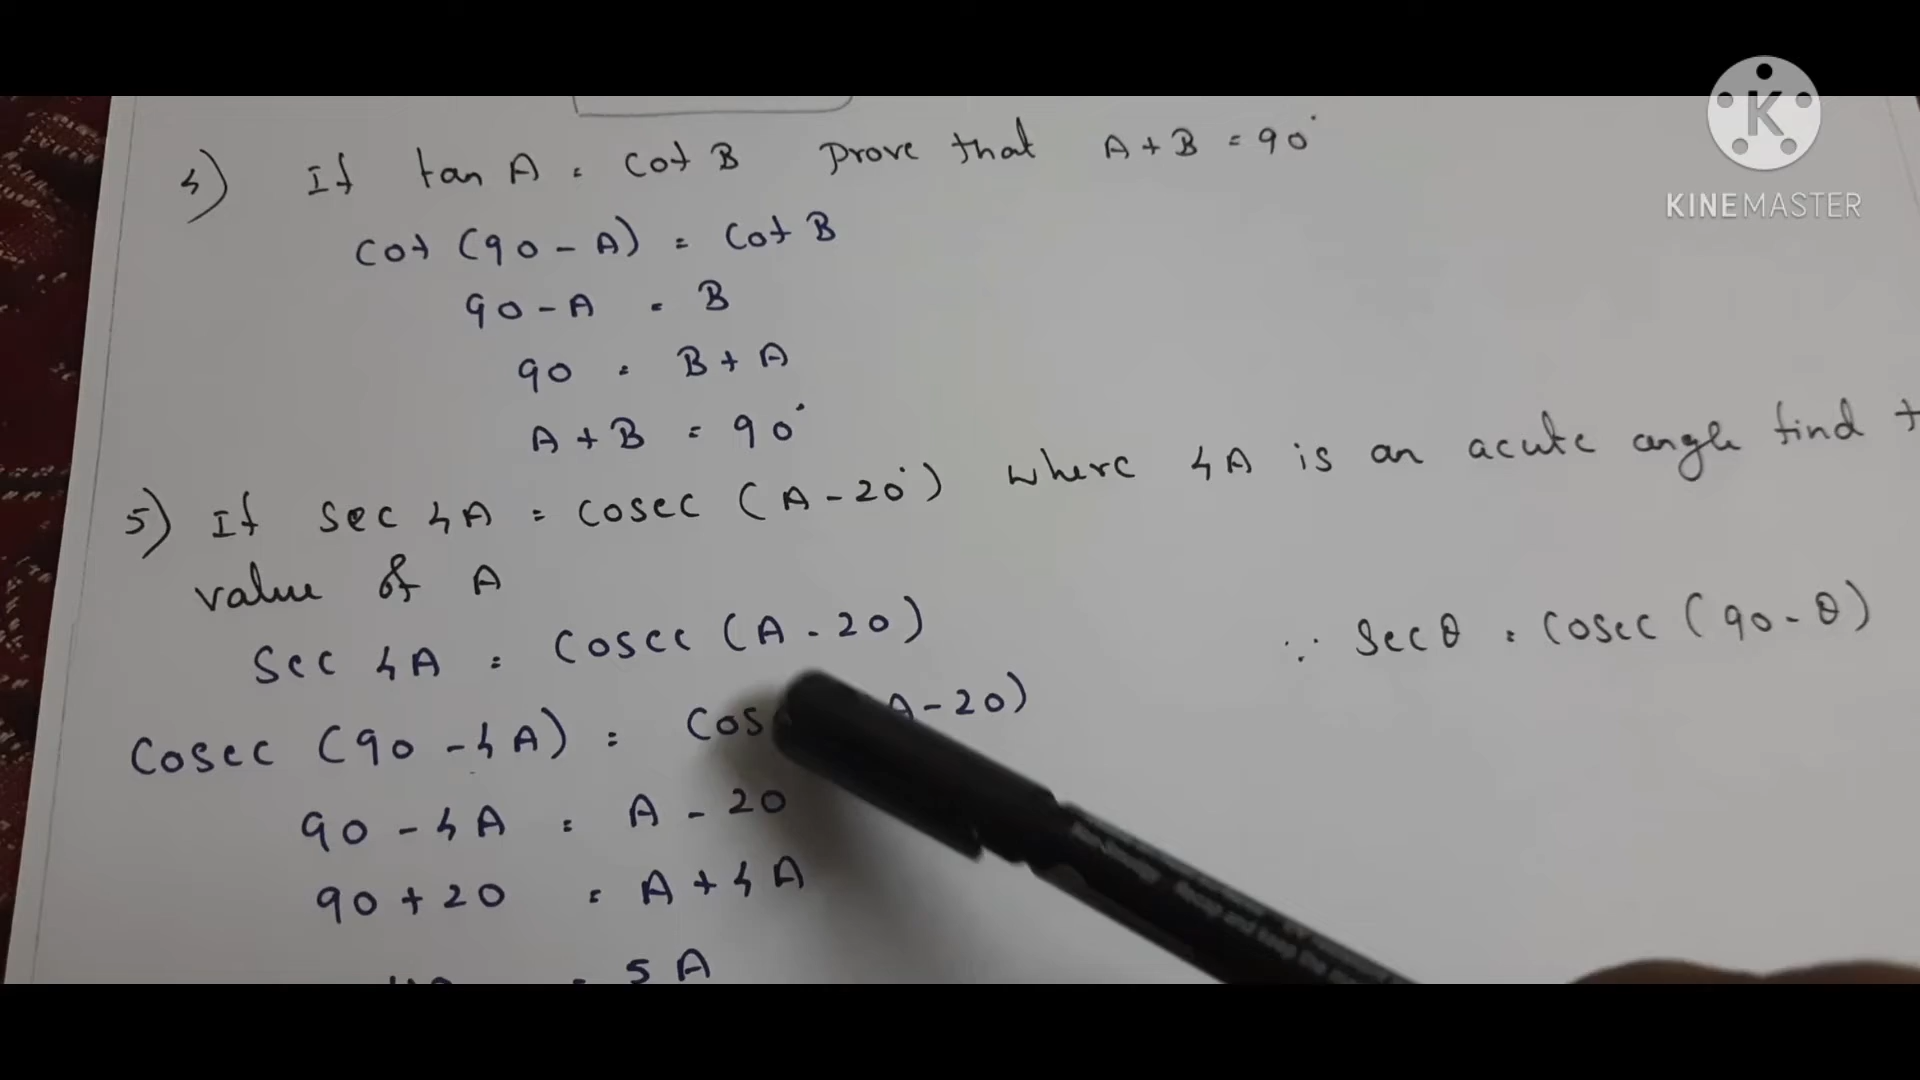 K
KINEMASTER
4) If tan A = cot B prove that A + B = 90°
cot (90 - A) = cot B
90 - A = B
90 = B + A
A + B = 90°
5) If sec 4A = cosec (A - 20°) where 4A is an acute angle find
value of A
Sec 4A = Cosec (A - 20)
∵ Secθ = Cosec (90 - θ)
Cosec (90 - 4A) = A - 20)
90 - 4A = A - 20
90 + 20 = A + 4A
= 5A